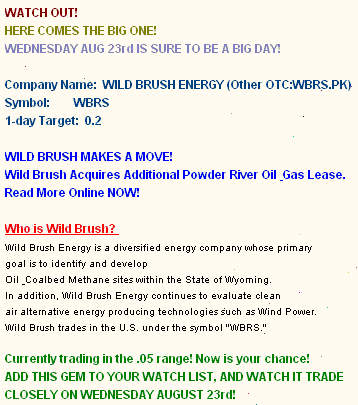 WATCH OUT!
HERE COMES THE BIG ONE!
WEDNESDAY AUG 23rd IS SURE TO BE A BIG DAY!
Company Name: WILD BRUSH ENERGY (Other OTC:WBRS.PK)
Symbol: WBRS
1-day Target: 0.2
WILD BRUSH MAKES A MOVE!
Wild Brush Acquires Additional Powder River Oil _Gas Lease.
Read More Online NOW!
Who is Wild Brush?
Wild Brush Energy is a diversified energy company whose primary
goal is to identify and develop
Oil _Coalbed Methane sites within the State of Wyoming.
In addition, Wild Brush Energy continues to evaluate clean
air alternative energy producing technologies such as Wind Power.
Wild Brush trades in the U.S. under the symbol "WBRS."
Currently trading in the .05 range! Now is your chance!
ADD THIS GEM TO YOUR WATCH LIST, AND WATCH IT TRADE
CLOSELY ON WEDNESDAY AUGUST 23rd!